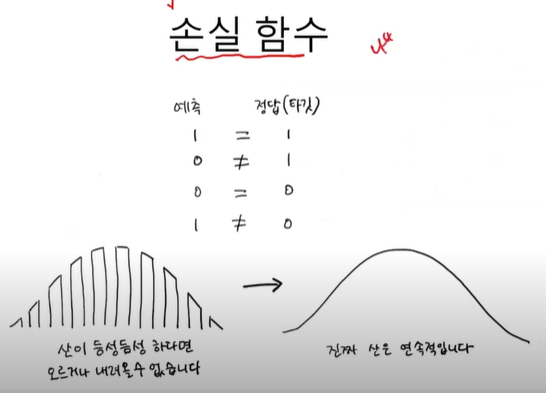 손실 함수
예측 정답(타깃)
1 = 1
0 ≠ 1
0 = 0
1 ≠ 0
산이 듬성듬성 하다면
오르거나 내려올 수 없습니다
진짜 산은 연속적입니다